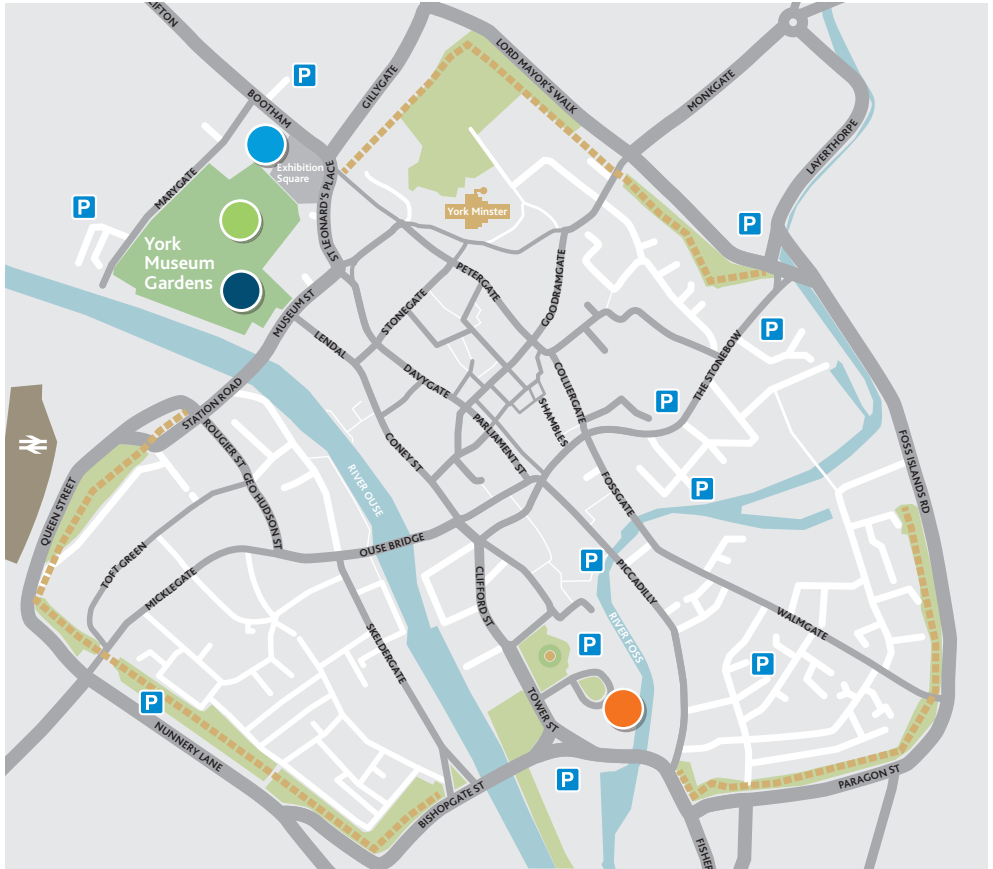 IFTON
P
BOOTHAM
GILLYGATE
LORD MAYOR'S WALK
MONKGATE
LAYERTHORPE
Exhibition
Square
MARYGATE
ST LEONARD'S PLACE
P
York Minster
P
York
Museum
Gardens
MUSEUM ST
PETERGATE
STONEGATE
GOODRAMGATE
P
LENDAL
DAVYGATE
COLLIERGATE
THE STONEBOW
P
STATION ROAD
SHAMBLES
PARLIAMENT ST
ROUGIER ST
CONEY ST
FOSS ISLANDS RD
QUEEN STREET
GEO HUDSON ST
RIVER OUSE
FOSSGATE
P
OUSE BRIDGE
TOFT GREEN
MICKLEGATE
P
PICCADILLY
CLIFFORD ST
WALMGATE
SKELDERGATE
P
RIVER FOSS
P
P
TOWER ST
NUNNERY LANE
P
BISHOPGATE ST
PARAGON ST
FISHER